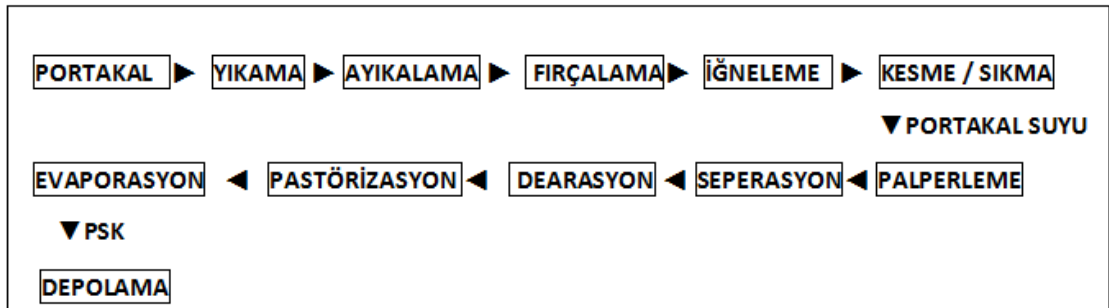 PORTAKAL ► YIKAMA ► AYIKALAMA ► FIRÇALAMA ► İĞNELEME ► KESME / SIKMA
▼ PORTAKAL SUYU
EVAPORASYON ◄ PASTÖRİZASYON ◄ DEARASYON ◄ SEPERASYON ◄ PALPERLEME
▼ PSK
DEPOLAMA